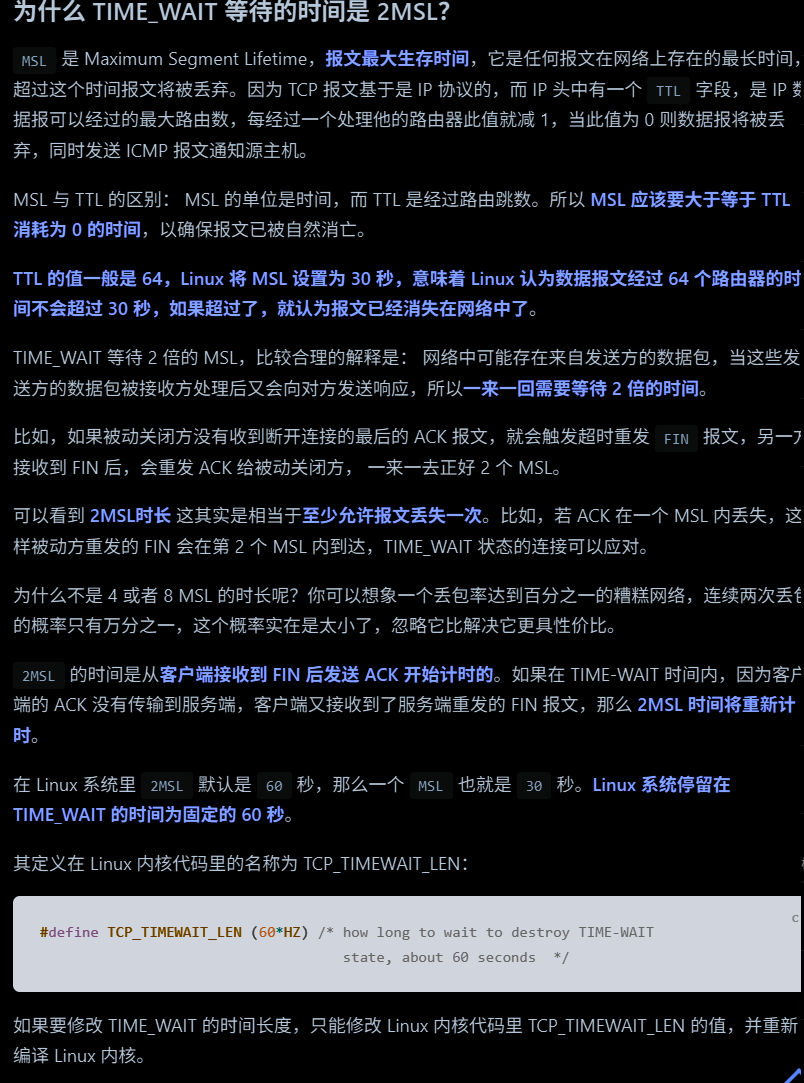 为什么 TIME_WAIT 等待的时间是 2MSL？
MSL 是 Maximum Segment Lifetime，报文最大生存时间，它是任何报文在网络上存在的最长时间，
超过这个时间报文将被丢弃。因为 TCP 报文基于是 IP 协议的，而 IP 头中有一个 TTL 字段，是 IP 数
据报可以经过的最大路由数，每经过一个处理他的路由器此值就减 1，当此值为 0 则数据报将被丢
弃，同时发送 ICMP 报文通知源主机。
MSL 与 TTL 的区别： MSL 的单位是时间，而 TTL 是经过路由跳数。所以 MSL 应该要大于等于 TTL
消耗为 0 的时间，以确保报文已被自然消亡。
TTL 的值一般是 64，Linux 将 MSL 设置为 30 秒，意味着 Linux 认为数据报文经过 64 个路由器的时
间不会超过 30 秒，如果超过了，就认为报文已经消失在网络中了。
TIME_WAIT 等待 2 倍的 MSL，比较合理的解释是： 网络中可能存在来自发送方的数据包，当这些发
送方的数据包被接收方处理后又会向对方发送响应，所以一来一回需要等待 2 倍的时间。
比如，如果被动关闭方没有收到断开连接的最后的 ACK 报文，就会触发超时重发 FIN 报文，另一方
接收到 FIN 后，会重发 ACK 给被动关闭方， 一来一去正好 2 个 MSL。
可以看到 2MSL时长 这其实是相当于至少允许报文丢失一次。比如，若 ACK 在一个 MSL 内丢失，这
样被动方重发的 FIN 会在第 2 个 MSL 内到达，TIME_WAIT 状态的连接可以应对。
为什么不是 4 或者 8 MSL 的时长呢？你可以想象一个丢包率达到百分之一的糟糕网络，连续两次丢包
的概率只有万分之一，这个概率实在是太小了，忽略它比解决它更具性价比。
2MSL 的时间是从客户端接收到 FIN 后发送 ACK 开始计时的。如果在 TIME-WAIT 时间内，因为客户
端的 ACK 没有传输到服务端，客户端又接收到了服务端重发的 FIN 报文，那么 2MSL 时间将重新计
时。
在 Linux 系统里 2MSL 默认是 60 秒，那么一个 MSL 也就是 30 秒。Linux 系统停留在
TIME_WAIT 的时间为固定的 60 秒。
其定义在 Linux 内核代码里的名称为 TCP_TIMEWAIT_LEN：
c
#define TCP_TIMEWAIT_LEN (60*HZ) /* how long to wait to destroy TIME-WAIT
state, about 60 seconds  */
如果要修改 TIME_WAIT 的时间长度，只能修改 Linux 内核代码里 TCP_TIMEWAIT_LEN 的值，并重新
编译 Linux 内核。